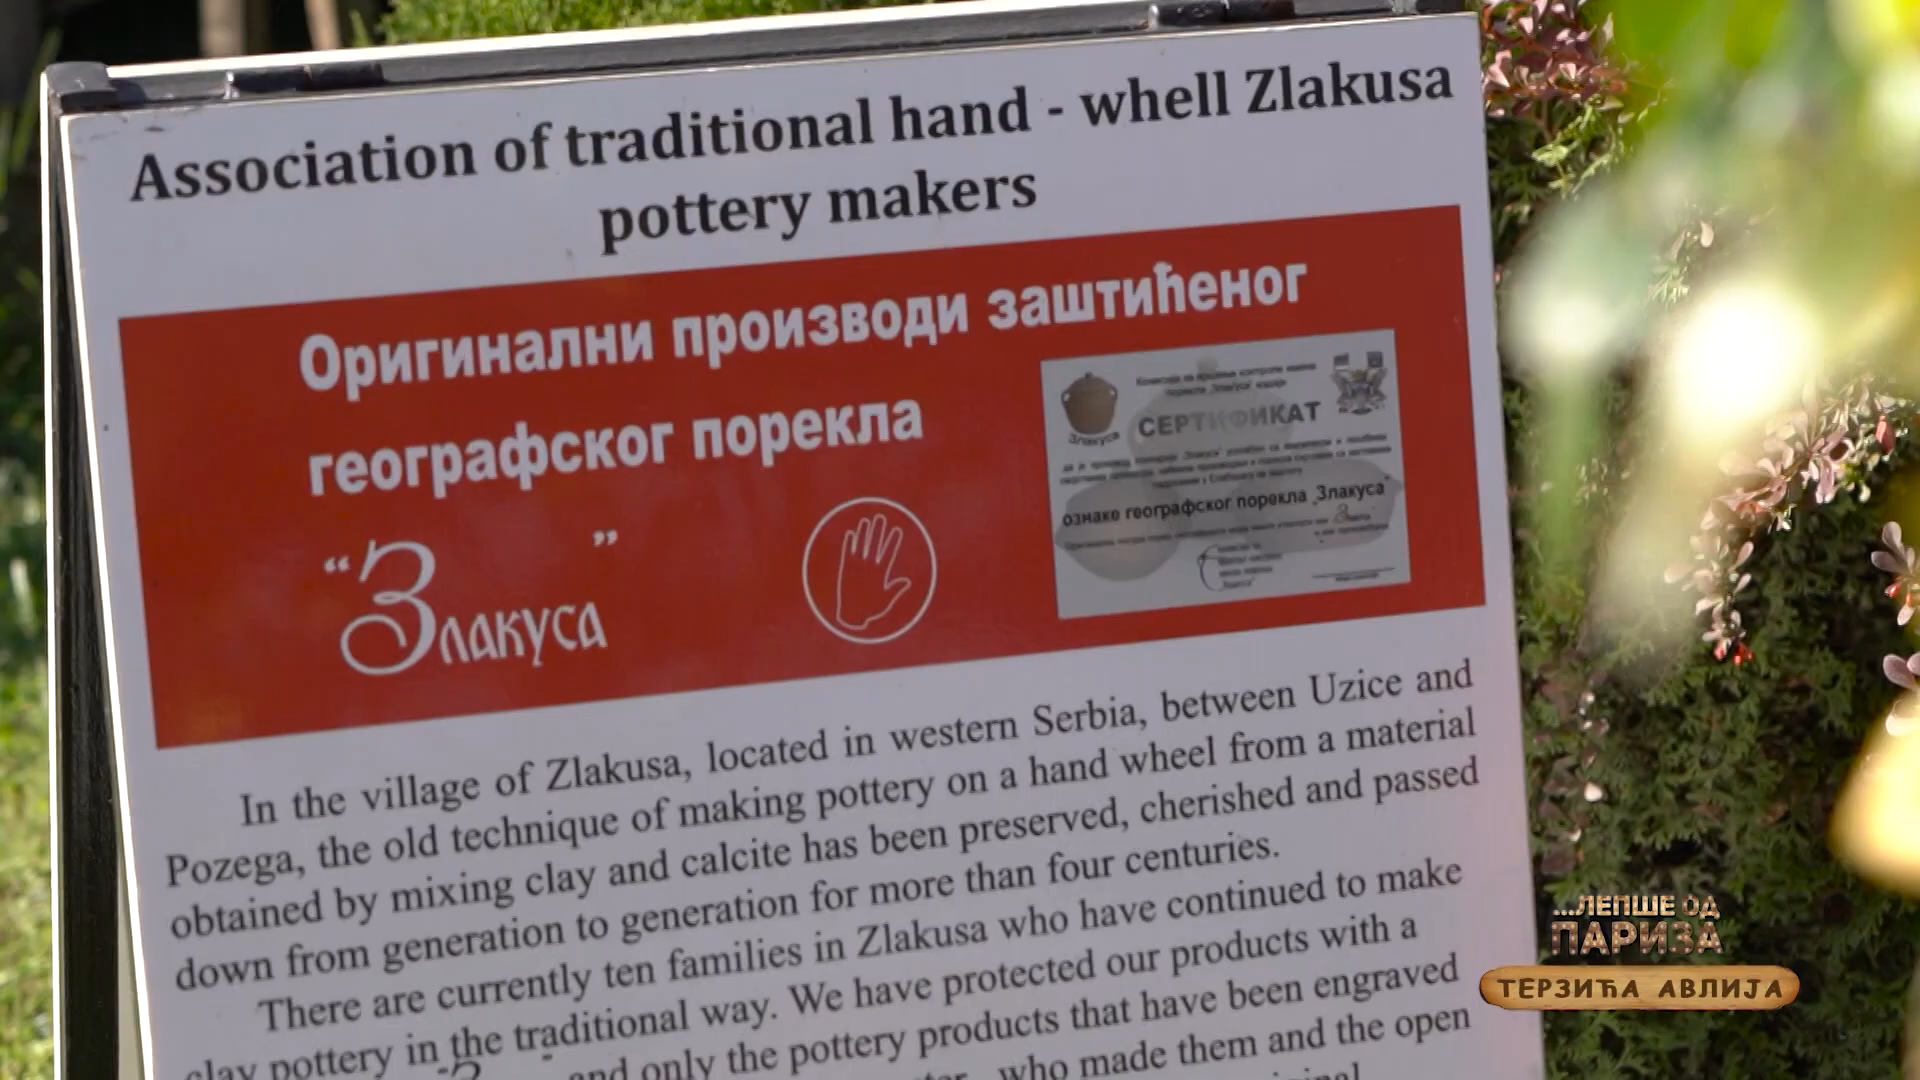 Association of traditional hand - whell Zlakusa
pottery makers
Оригинални производи заштићеног
географског порекла
“Злакуса”
Злакуса
СЕРТИФИКАТ
ознаке географског порекла „Злакуса“
In the village of Zlakusa, located in western Serbia, between Uzice and
Pozega, the old technique of making pottery on a hand wheel from a material
obtained by mixing clay and calcite has been preserved, cherished and passed
down from generation to generation for more than four centuries.
There are currently ten families in Zlakusa who have continued to make
clay pottery in the traditional way. We have protected our products with a
and only the pottery products that have been engraved
who made them and the open
...ЛЕПШЕ ОД
ПАРИЗА
ТЕРЗИЋА АВЛИЈА